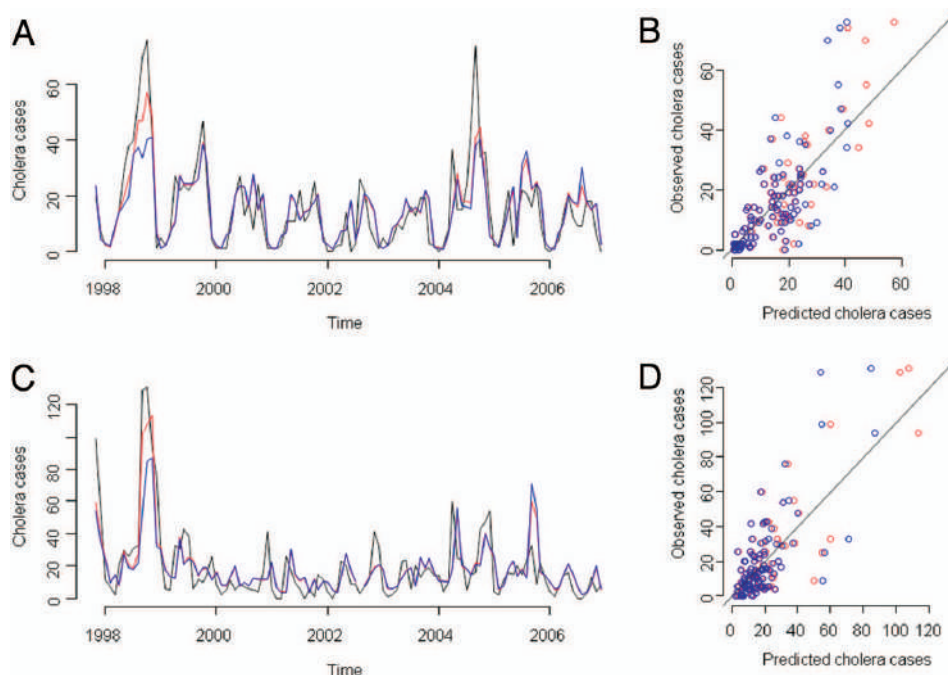 A
Cholera cases
0 20 40 60
1998 2000 2002 2004 2006
Time
B
Observed cholera cases
0 20 40 60
0 20 40 60
Predicted cholera cases
C
Cholera cases
0 20 40 60 80 120
1998 2000 2002 2004 2006
Time
D
Observed cholera cases
0 20 40 60 80 100 120
0 20 40 60 80 100 120
Predicted cholera cases